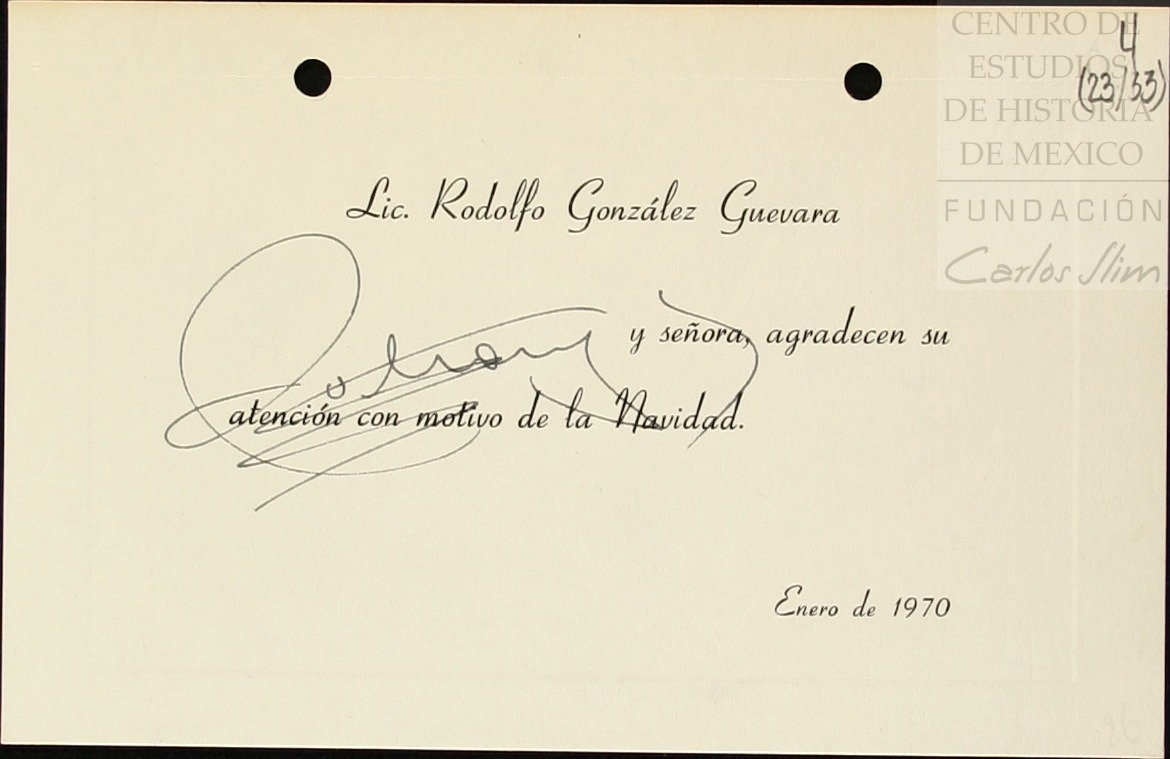 CENTRO DE
ESTUDIOS
DE HISTORIA
DE MEXICO
FUNDACIÓN
Carlos Slim
4
(23/33)
Lic. Rodolfo González Guevara
y señora, agradecen su
atención con motivo de la Navidad.
Enero de 1970